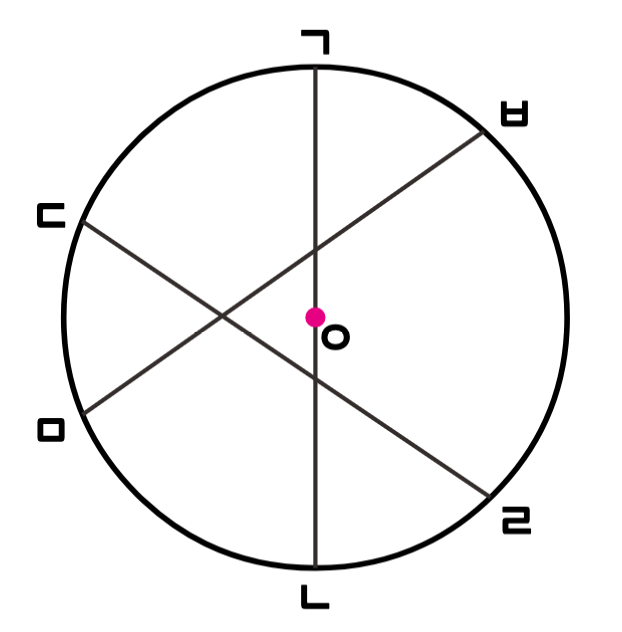 ㄱ
ㅂ
ㄷ
ㅇ
ㅁ
ㄹ
ㄴ